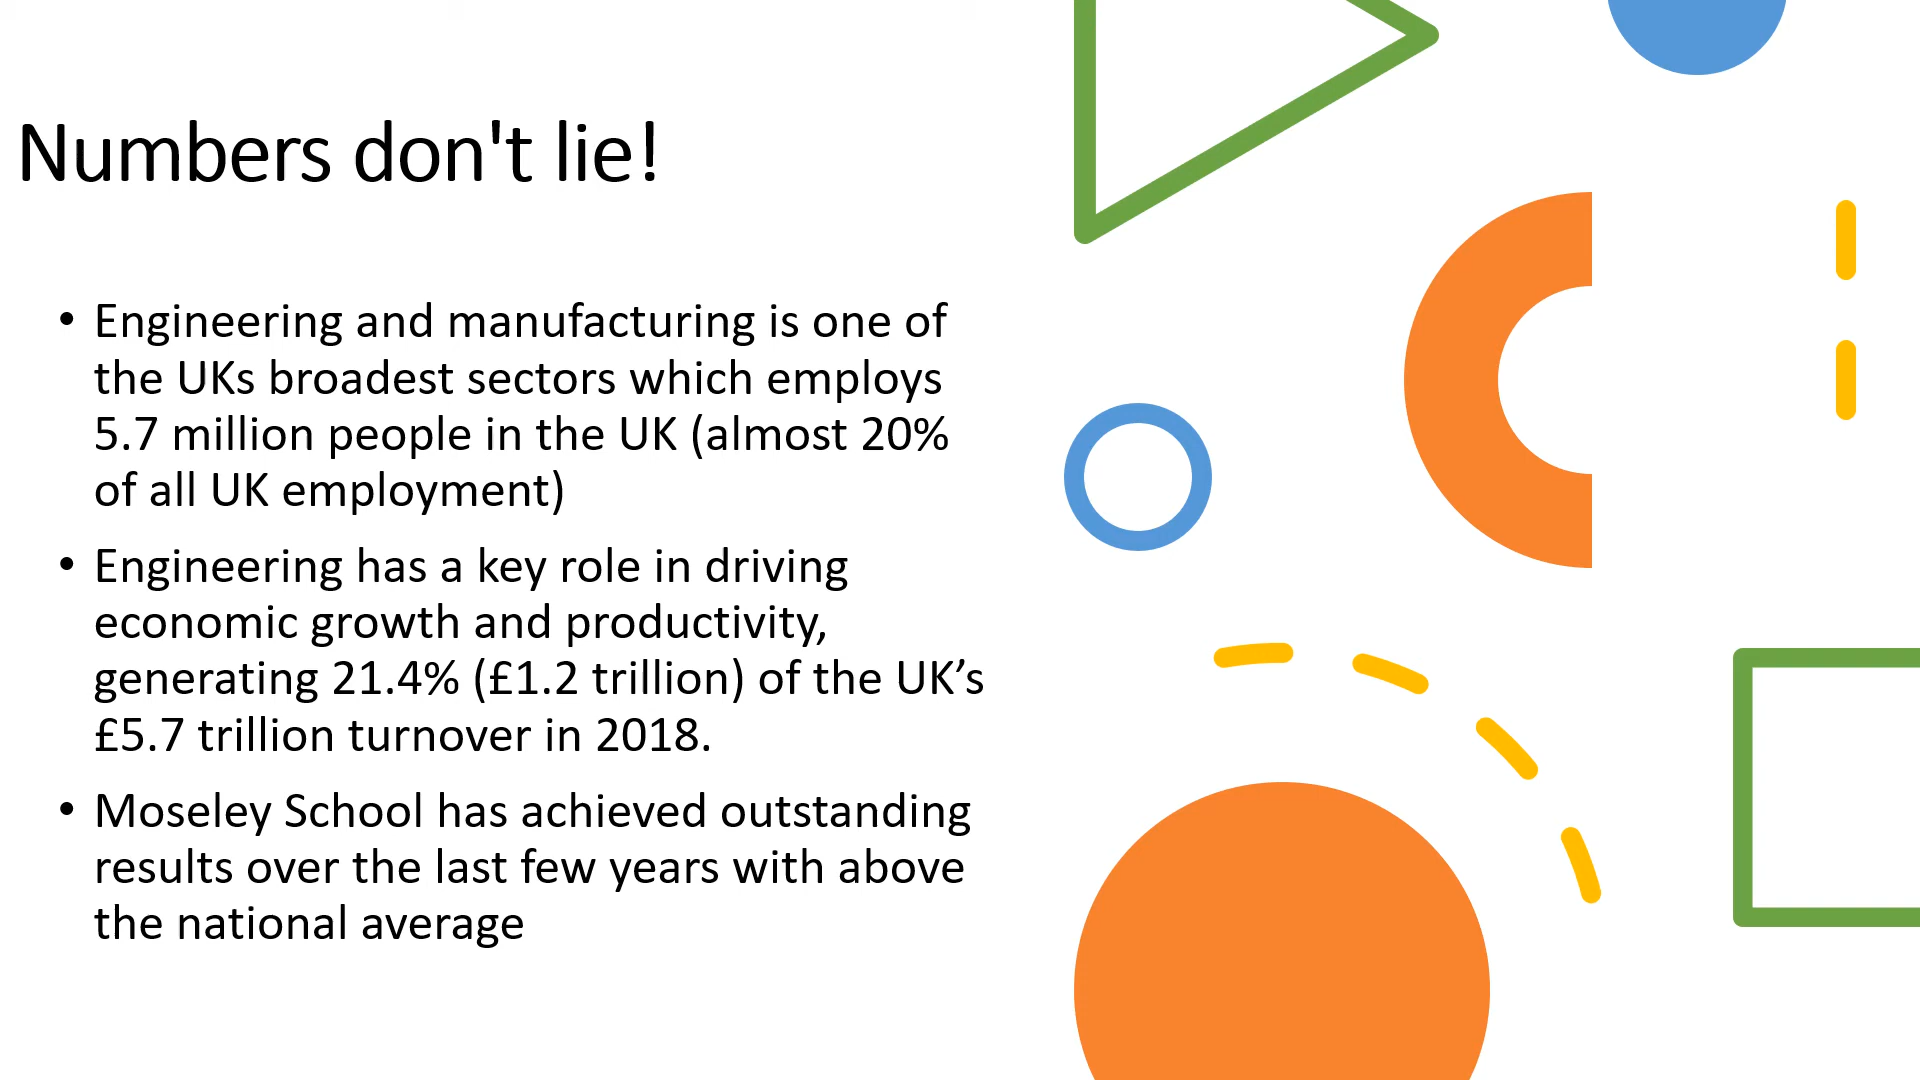 Numbers don't lie!
• Engineering and manufacturing is one of
the UKs broadest sectors which employs
5.7 million people in the UK (almost 20%
of all UK employment)
• Engineering has a key role in driving
economic growth and productivity,
generating 21.4% (£1.2 trillion) of the UK’s
£5.7 trillion turnover in 2018.
• Moseley School has achieved outstanding
results over the last few years with above
the national average